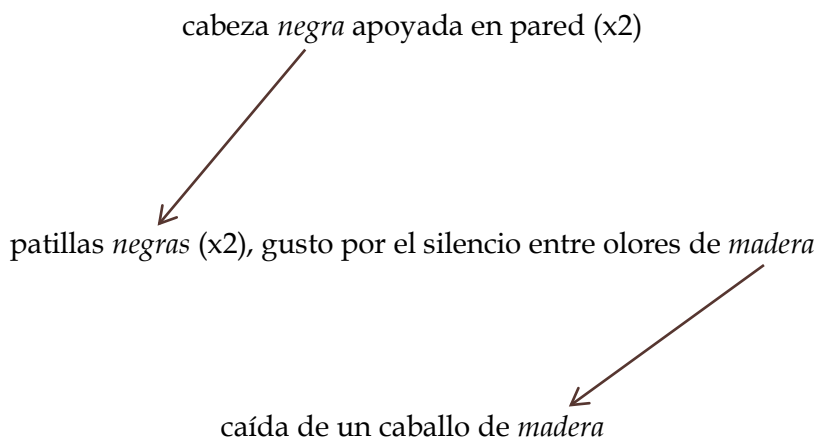 cabeza negra apoyada en pared (x2)
patillas negras (x2), gusto por el silencio entre olores de madera
caída de un caballo de madera